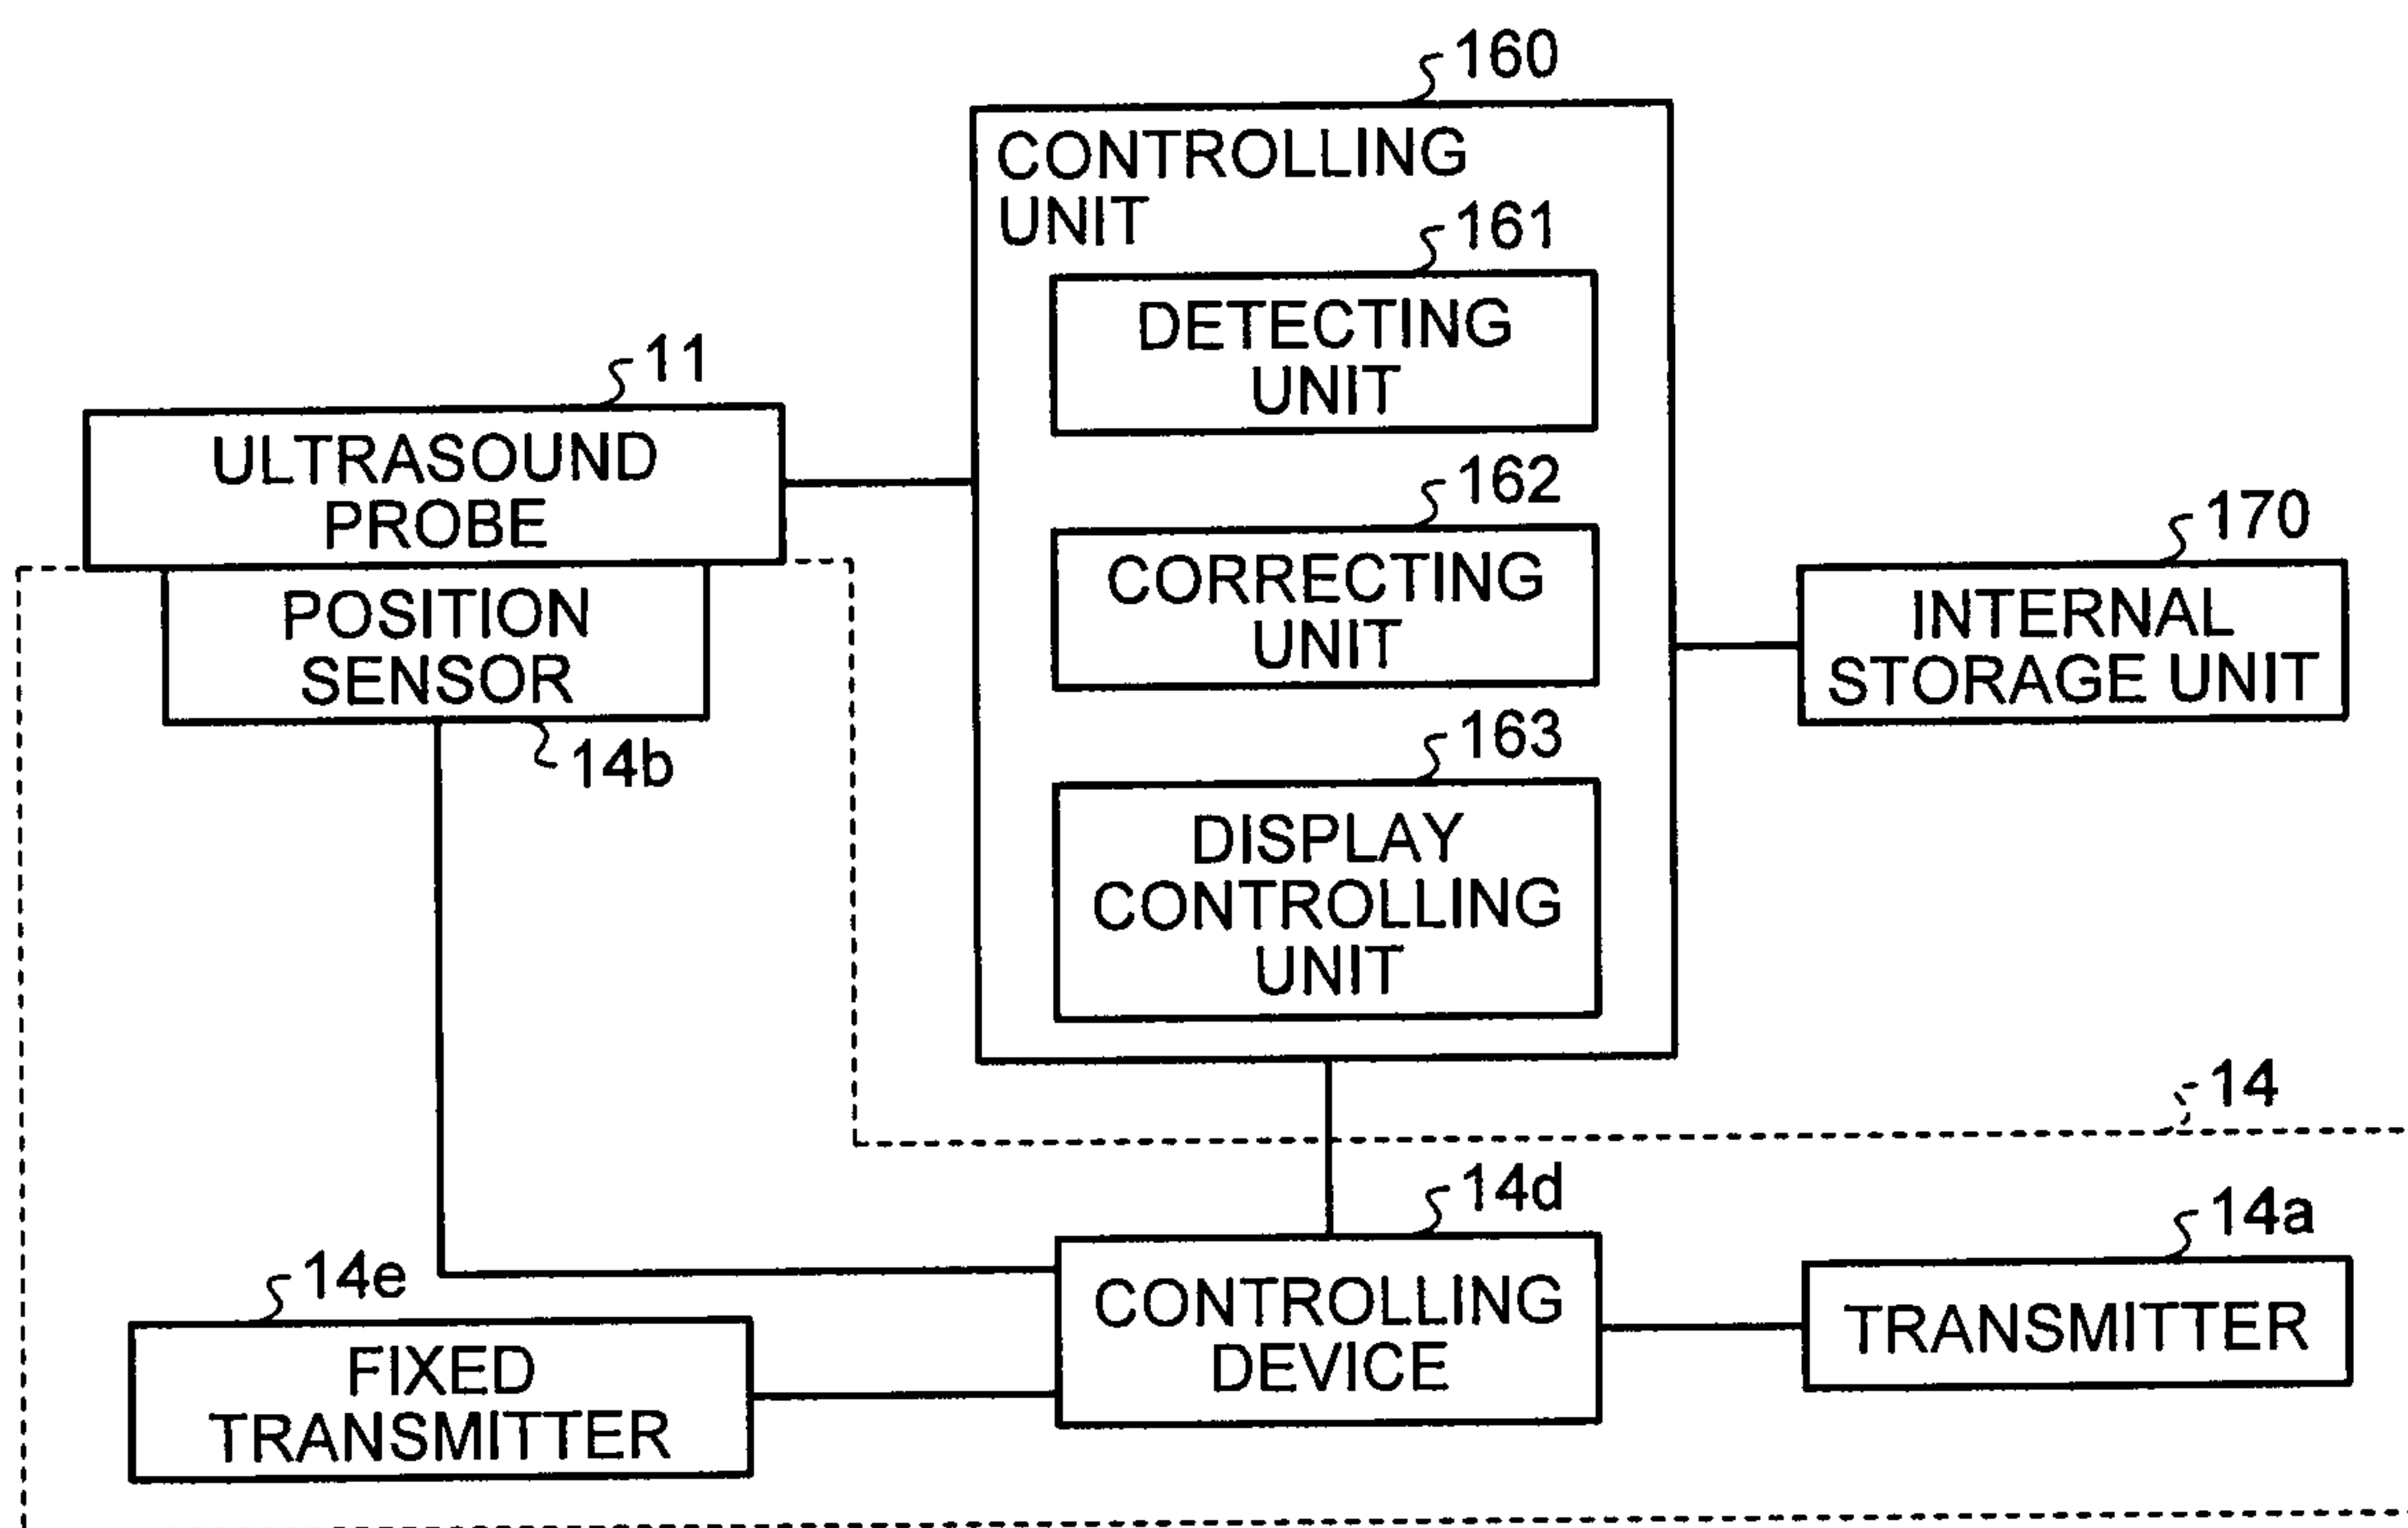 160
CONTROLLING
UNIT
161
DETECTING
UNIT
11
ULTRASOUND
PROBE
162
CORRECTING
UNIT
170
INTERNAL
STORAGE UNIT
POSITION
SENSOR
14b
163
DISPLAY
CONTROLLING
UNIT
14
14d
CONTROLLING
DEVICE
14a
TRANSMITTER
14e
FIXED
TRANSMITTER